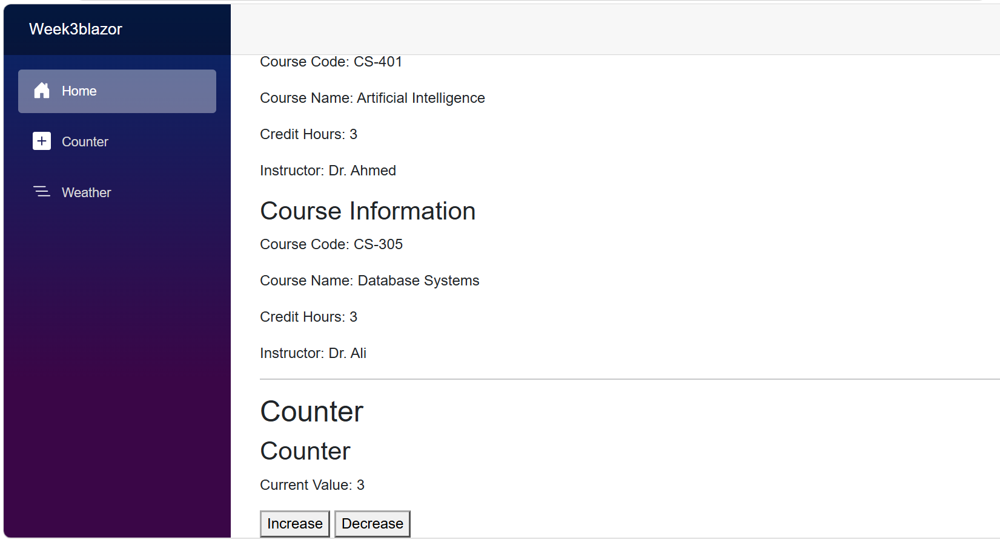 Week3blazor
Home
Counter
Weather
Course Code: CS-401
Course Name: Artificial Intelligence
Credit Hours: 3
Instructor: Dr. Ahmed
Course Information
Course Code: CS-305
Course Name: Database Systems
Credit Hours: 3
Instructor: Dr. Ali
Counter
Counter
Current Value: 3
Increase Decrease